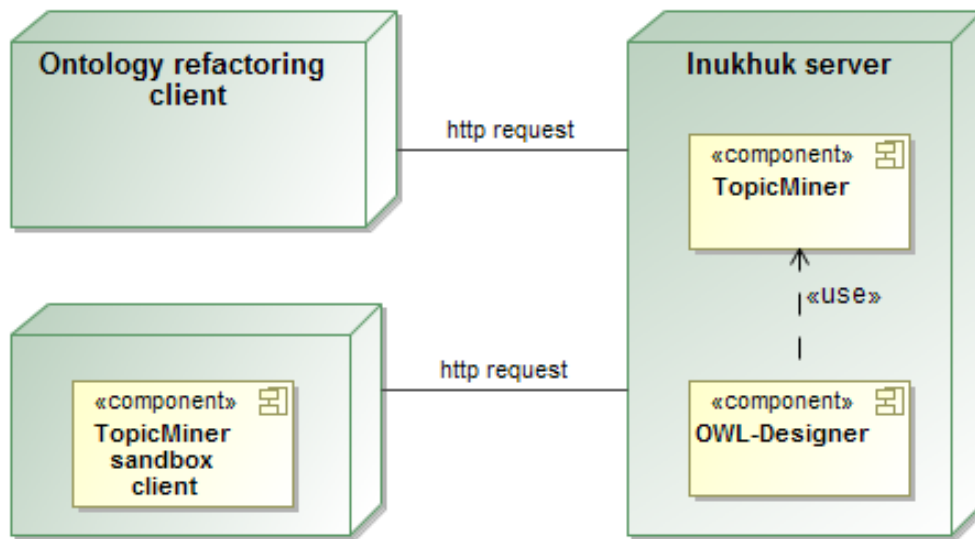 Ontology refactoring
client
http request
Inukhuk server
«component»
TopicMiner
«use»
«component»
TopicMiner
sandbox
client
http request
«component»
OWL-Designer